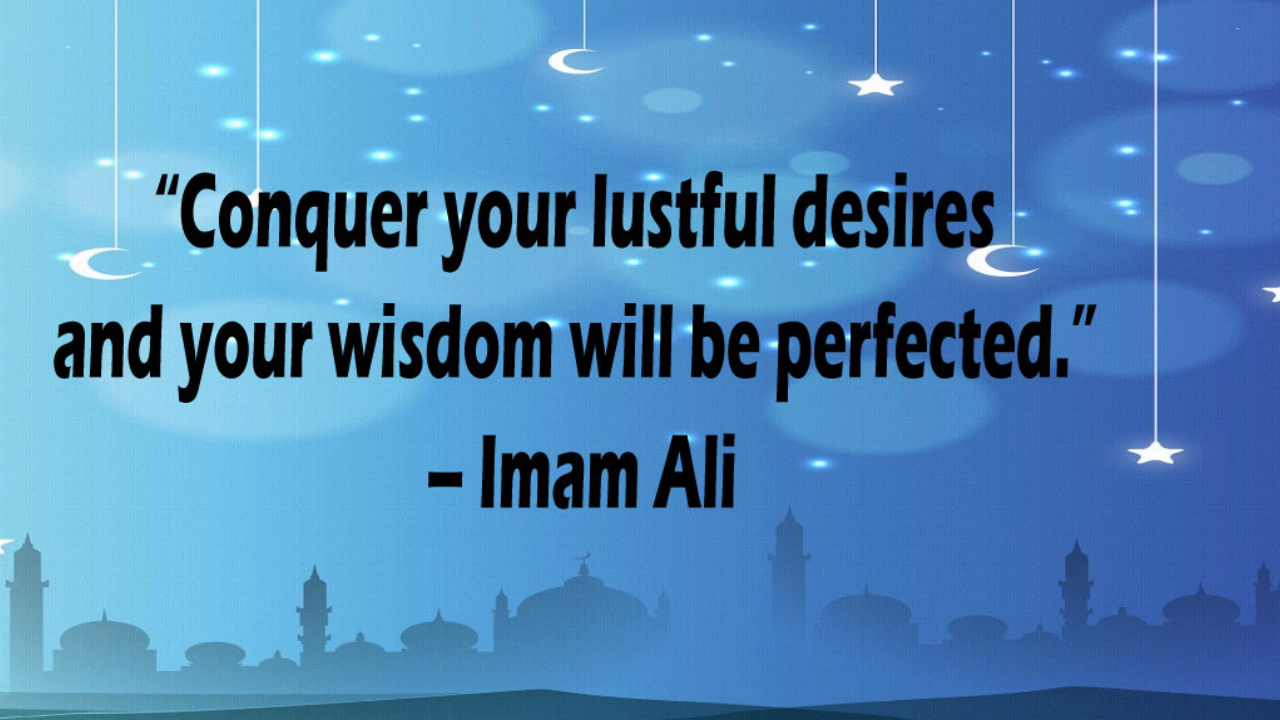 “Conquer your lustful desires
and your wisdom will be perfected.”
– Imam Ali